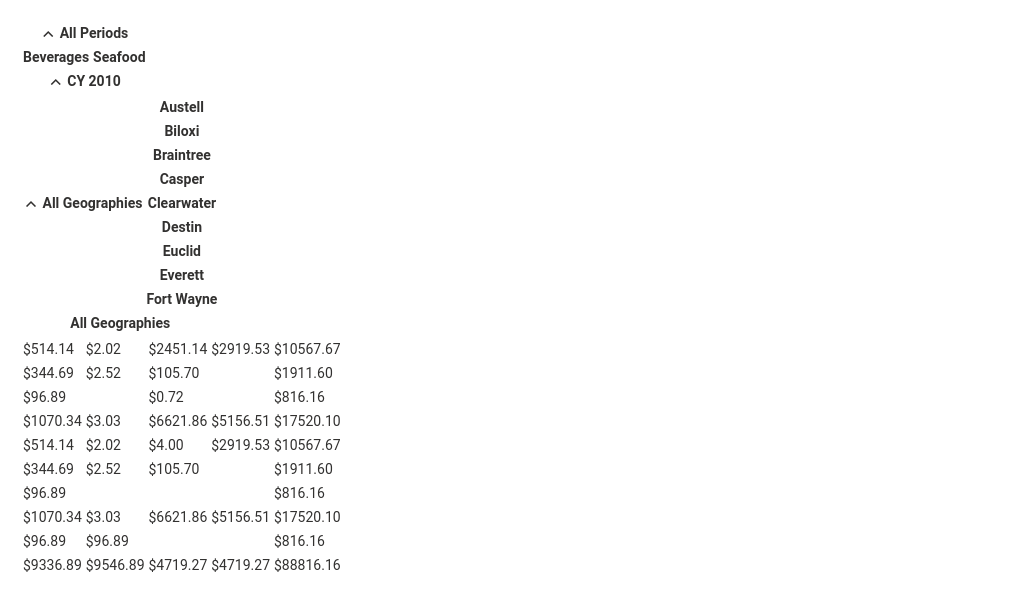 All Periods
Beverages Seafood
CY 2010
Austell
Biloxi
Braintree
Casper
All Geographies Clearwater
Destin
Euclid
Everett
Fort Wayne
All Geographies
$514.14 $2.02 $2451.14 $2919.53 $10567.67
$344.69 $2.52 $105.70 $1911.60
$96.89 $0.72 $816.16
$1070.34 $3.03 $6621.86 $5156.51 $17520.10
$514.14 $2.02 $4.00 $2919.53 $10567.67
$344.69 $2.52 $105.70 $1911.60
$96.89 $816.16
$1070.34 $3.03 $6621.86 $5156.51 $17520.10
$96.89 $96.89 $816.16
$9336.89 $9546.89 $4719.27 $4719.27 $88816.16